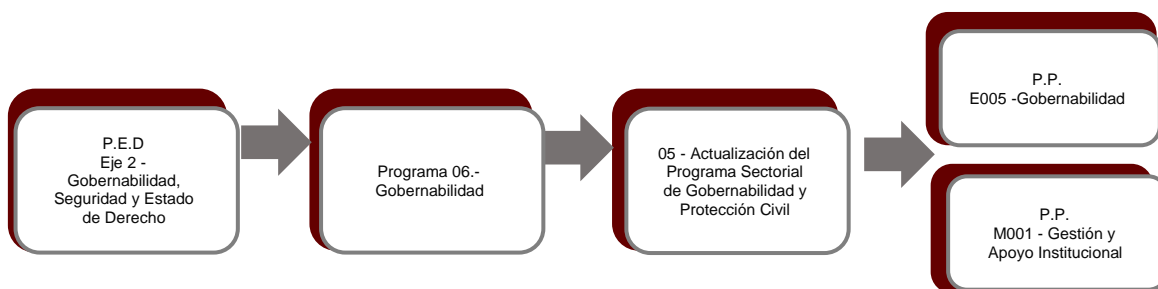 P.E.D
Eje 2 -
Gobernabilidad,
Seguridad y Estado
de Derecho
Programa 06.-
Gobernabilidad
05 - Actualización del
Programa Sectorial
de Gobernabilidad y
Protección Civil
P.P.
E005 -Gobernabilidad
P.P.
M001 - Gestión y
Apoyo Institucional